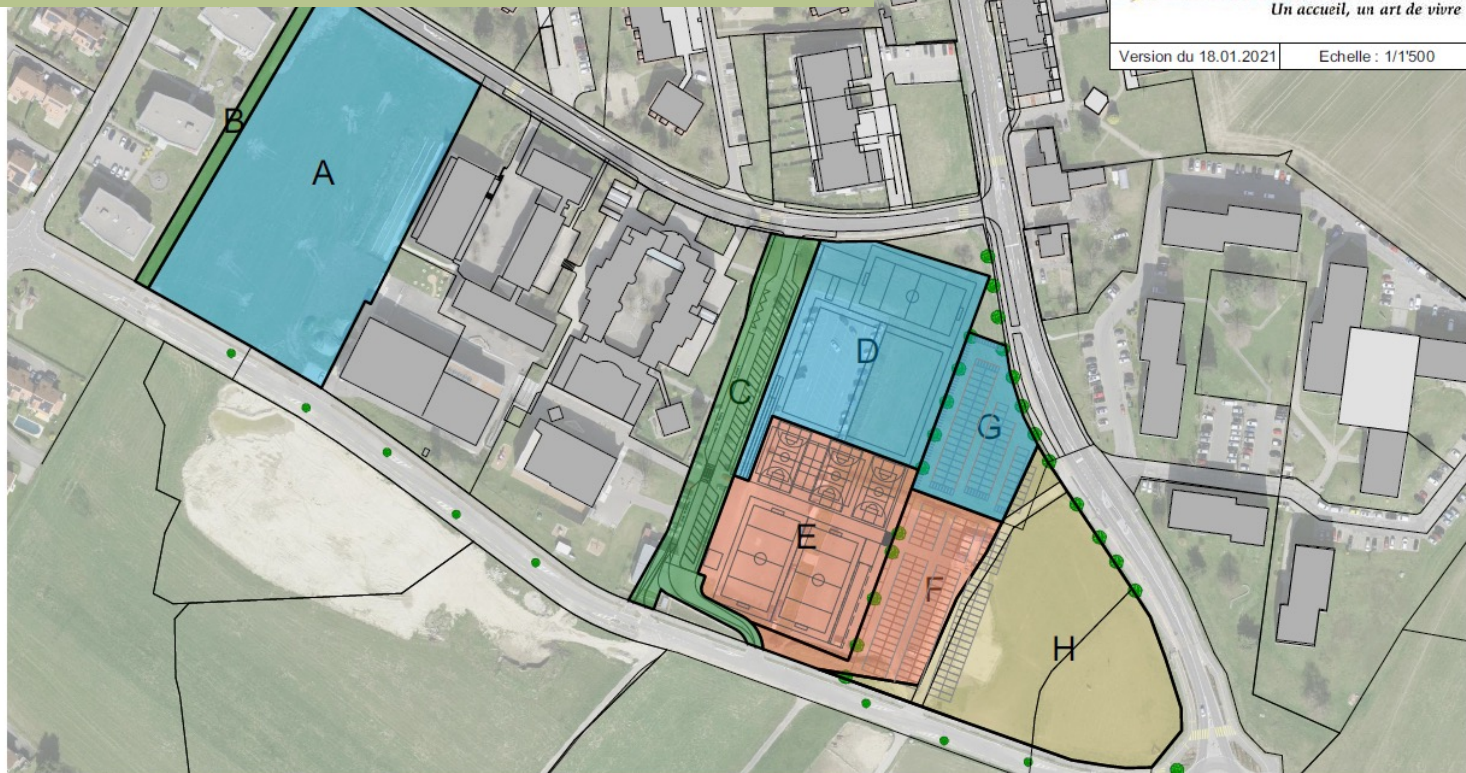 Un accueil, un art de vivre
Version du 18.01.2021
Echelle : 1/1'500
B
A
D
C
G
E
F
H